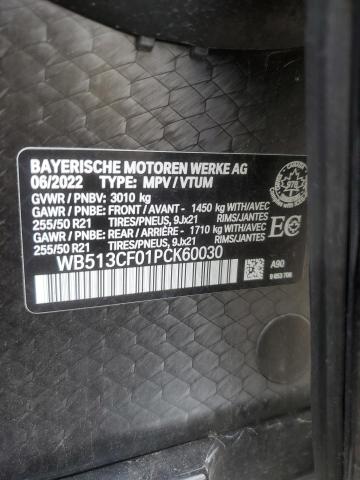 BAYERISCHE MOTOREN WERKE AG
06/2022 TYPE: MPV/VTUM
GVWR / PNBV: 3010 kg
GAWR / PNBE: FRONT / AVANT - 1450 kg WITH/AVEC
255/50 R21 TIRES/PNEUS, 9Jx21 RIMS/JANTES
GAWR / PNBE: REAR / ARRIÈRE - 1710 kg WITH/AVEC
255/50 R21 TIRES/PNEUS, 9Jx21 RIMS/JANTES
WB513CF01PCK60030
EC
A90